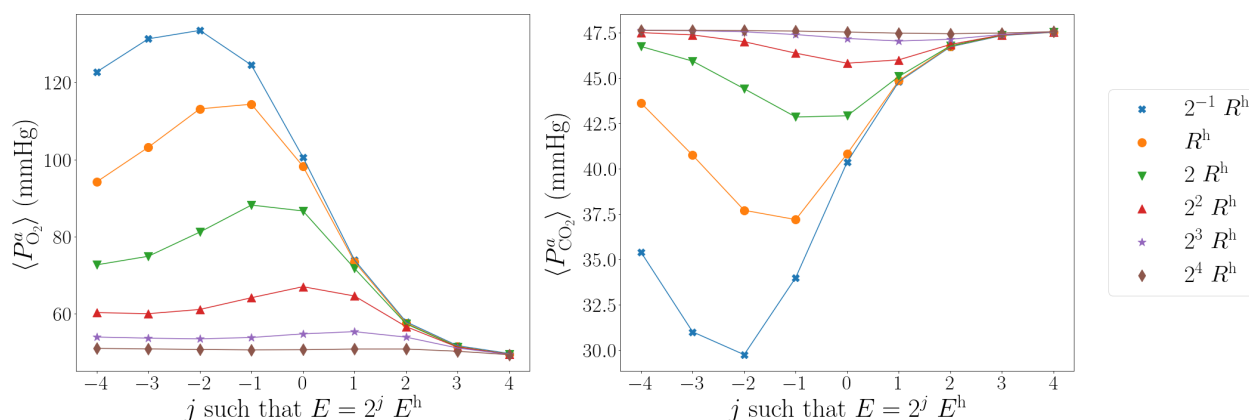 120
100
80
60
⟨P^a_{O_2}⟩ (mmHg)
−4 −3 −2 −1 0 1 2 3 4
j such that E = 2^j E^h
47.5
45.0
42.5
40.0
37.5
35.0
32.5
30.0
⟨P^a_{CO_2}⟩ (mmHg)
−4 −3 −2 −1 0 1 2 3 4
j such that E = 2^j E^h
2^{−1} R^h
R^h
2 R^h
2^2 R^h
2^3 R^h
2^4 R^h